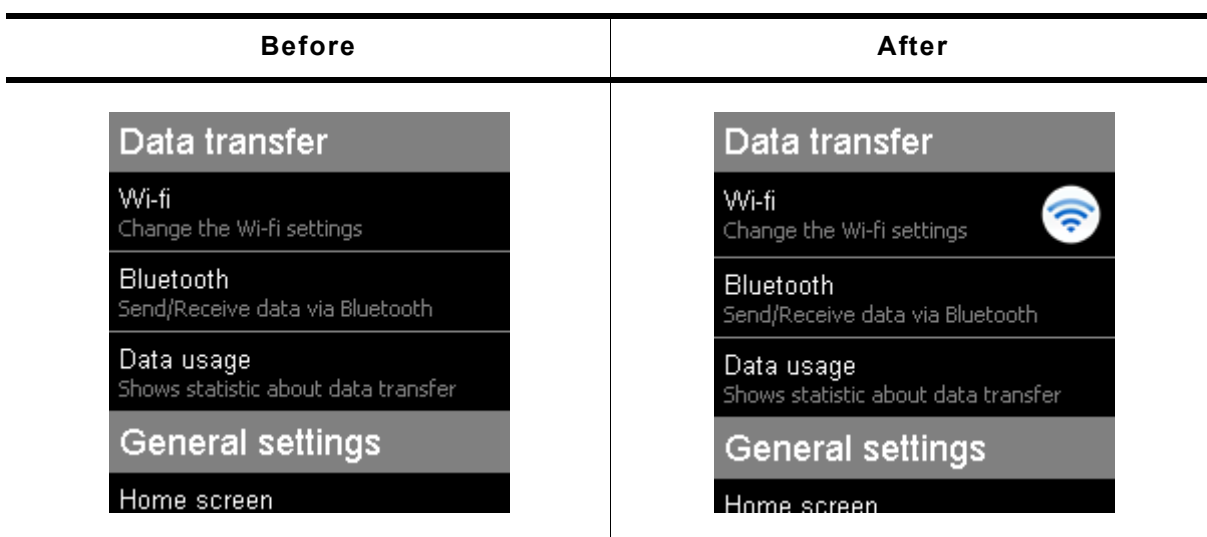 Before
After
Data transfer
Wi-fi
Change the Wi-fi settings
Bluetooth
Send/Receive data via Bluetooth
Data usage
Shows statistic about data transfer
General settings
Home screen
Data transfer
Wi-fi
Change the Wi-fi settings
Bluetooth
Send/Receive data via Bluetooth
Data usage
Shows statistic about data transfer
General settings
Home screen